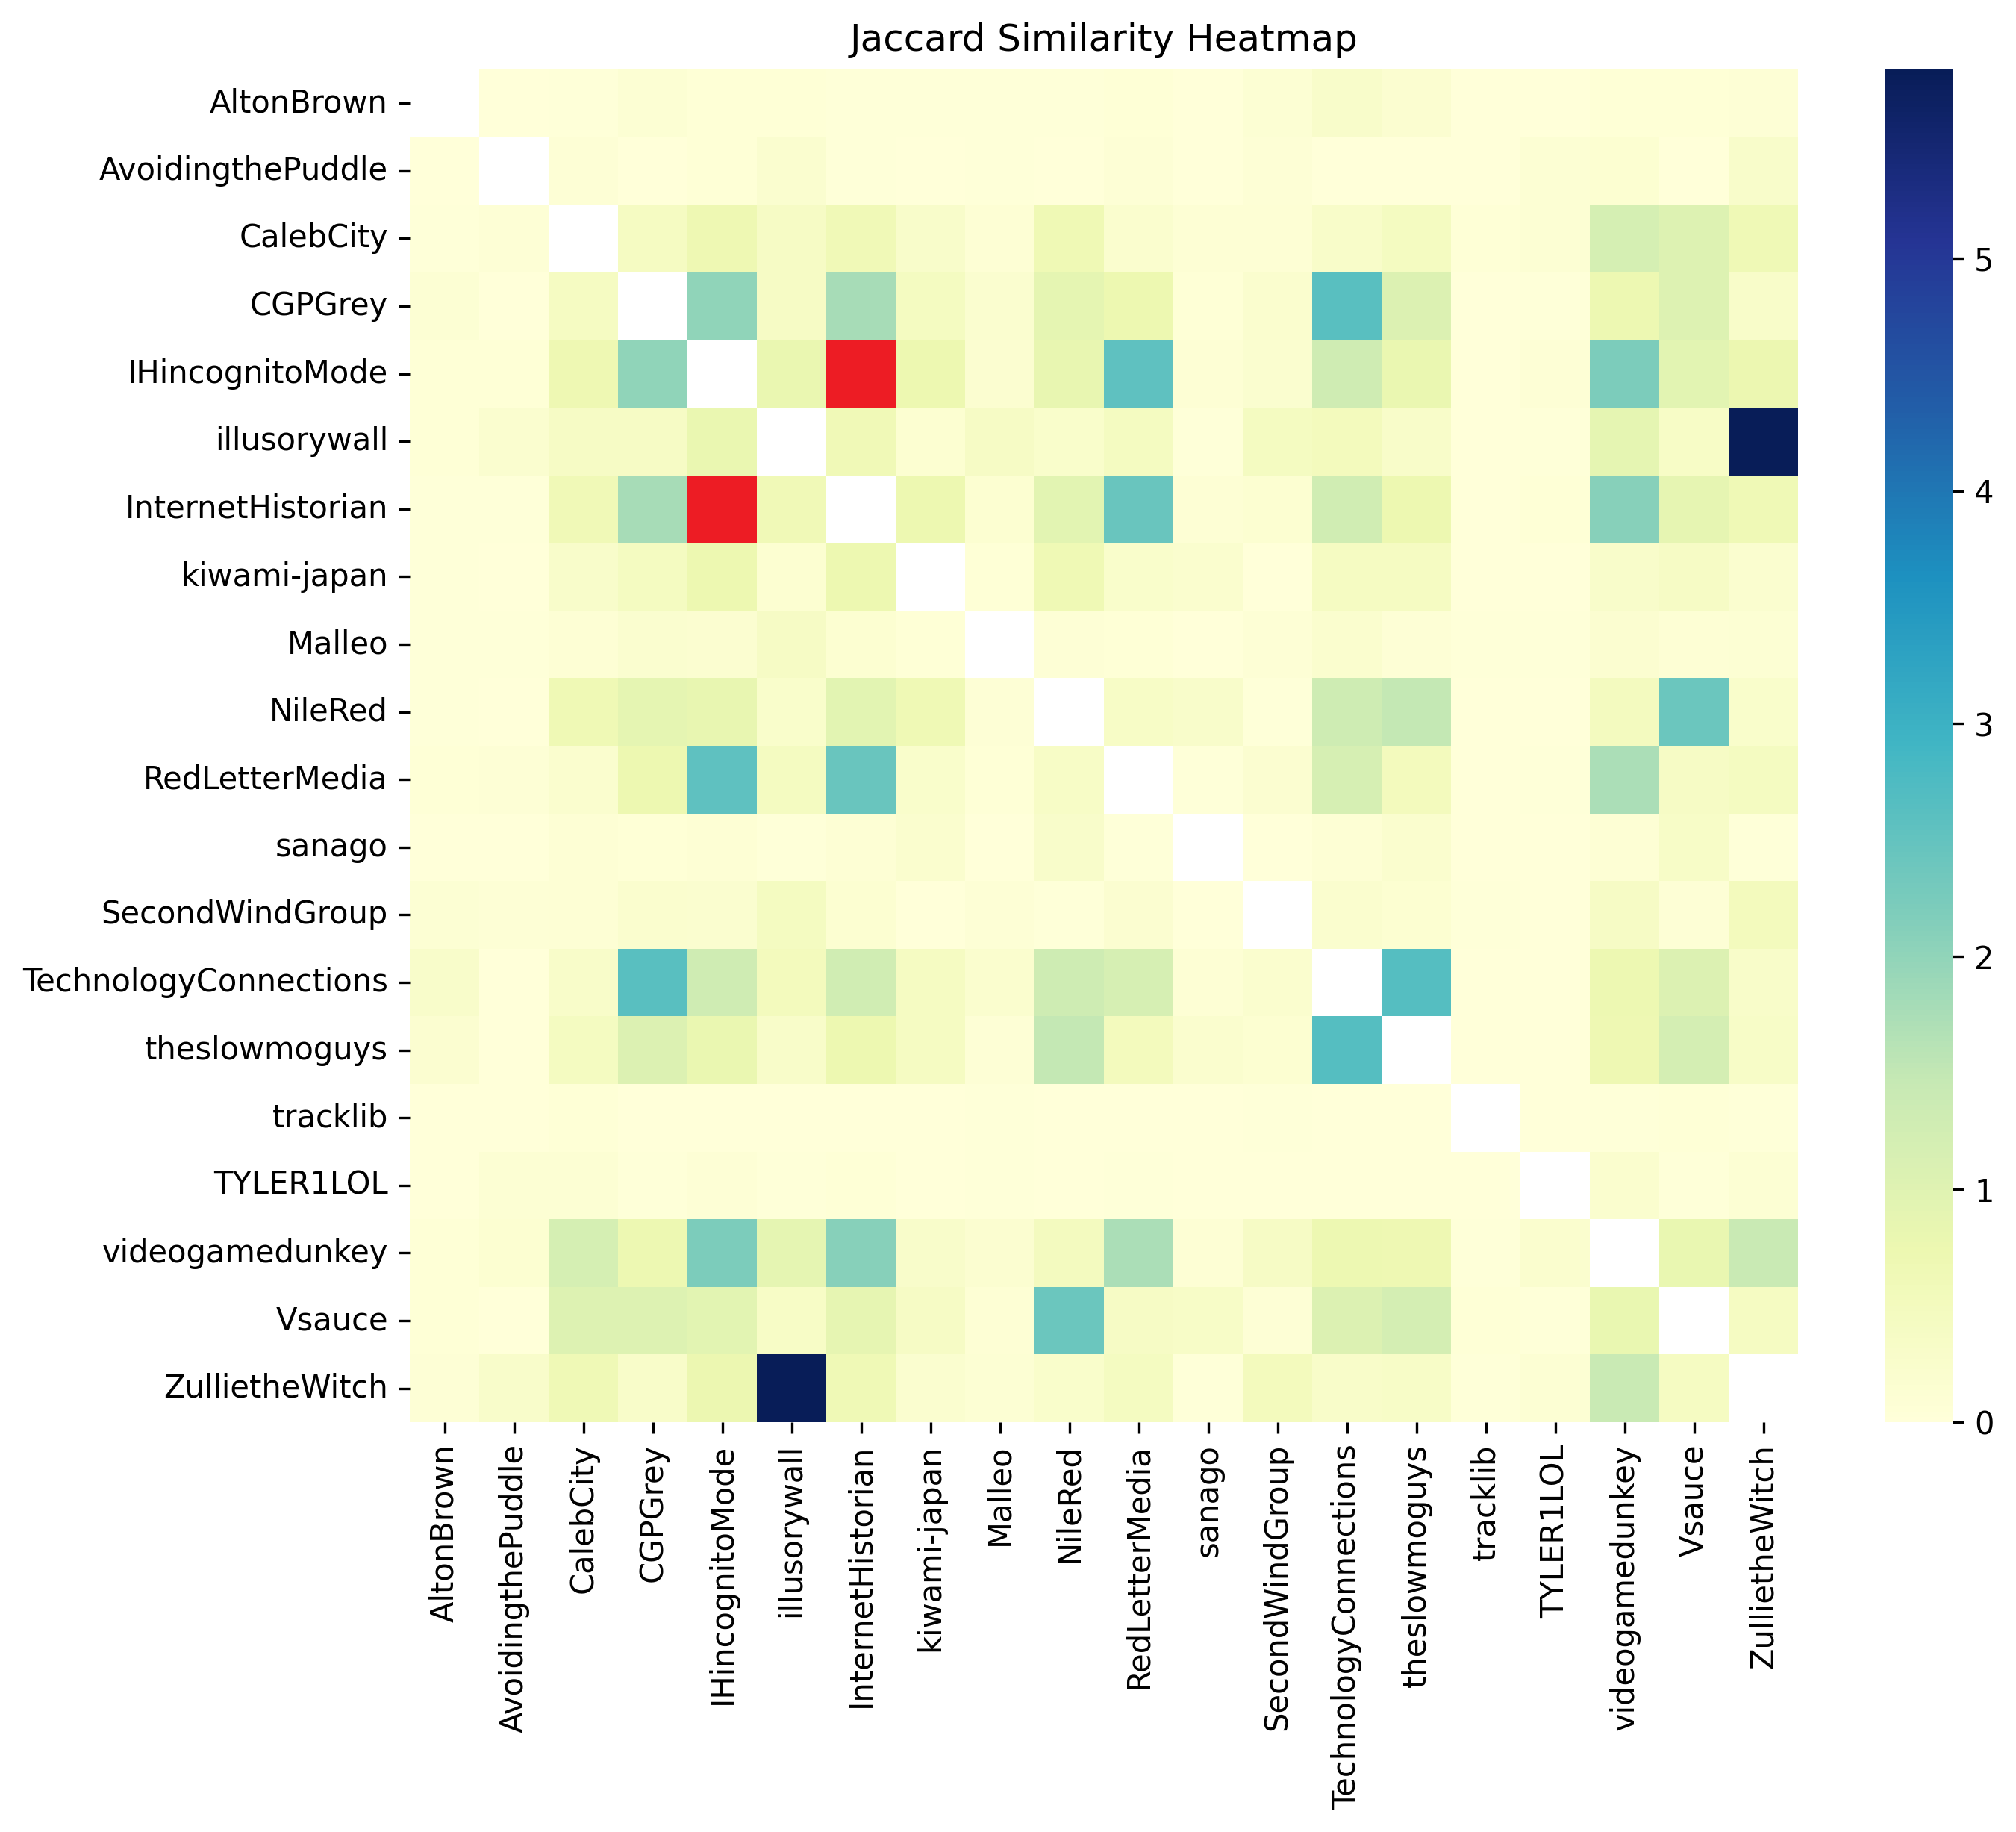 Jaccard Similarity Heatmap
AltonBrown
AvoidingthePuddle
CalebCity
CGPGrey
IHincognitoMode
illusorywall
InternetHistorian
kiwami-japan
Malleo
NileRed
RedLetterMedia
sanago
SecondWindGroup
TechnologyConnections
theslowmoguys
tracklib
TYLER1LOL
videogamedunkey
Vsauce
ZullietheWitch
AltonBrown
AvoidingthePuddle
CalebCity
CGPGrey
IHincognitoMode
illusorywall
InternetHistorian
kiwami-japan
Malleo
NileRed
RedLetterMedia
sanago
SecondWindGroup
TechnologyConnections
theslowmoguys
tracklib
TYLER1LOL
videogamedunkey
Vsauce
ZullietheWitch
5
4
3
2
1
0